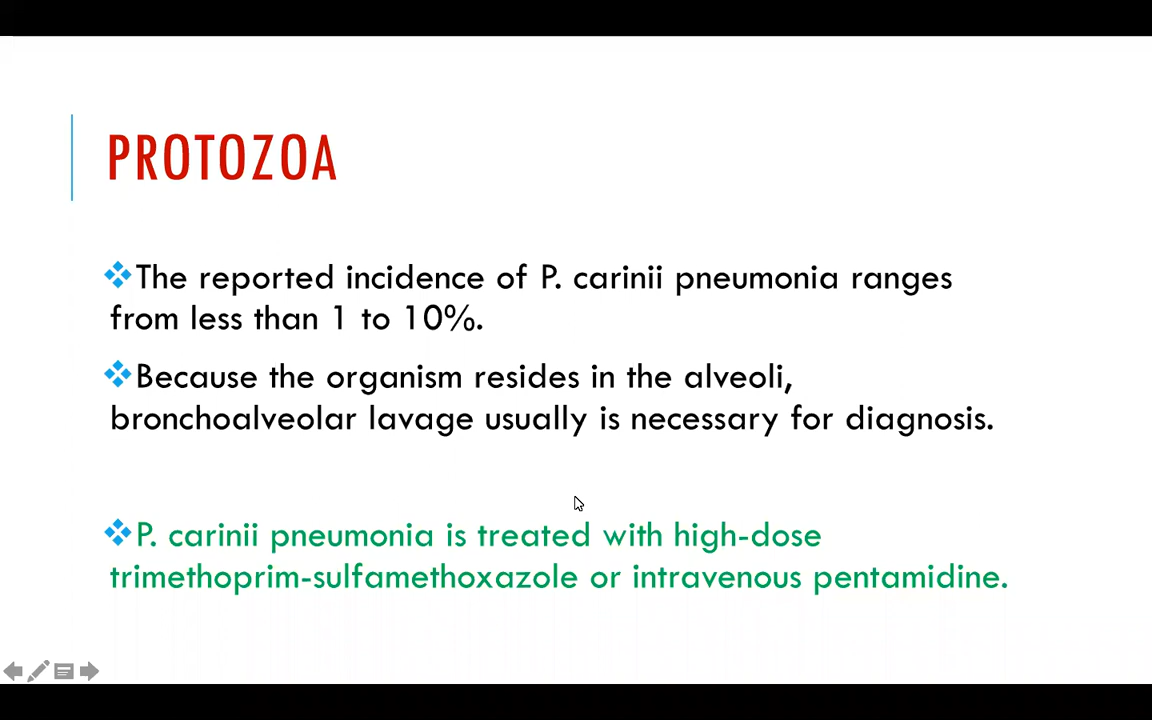 PROTOZOA
❖The reported incidence of P. carinii pneumonia ranges
from less than 1 to 10%.
❖Because the organism resides in the alveoli,
bronchoalveolar lavage usually is necessary for diagnosis.
❖P. carinii pneumonia is treated with high-dose
trimethoprim-sulfamethoxazole or intravenous pentamidine.